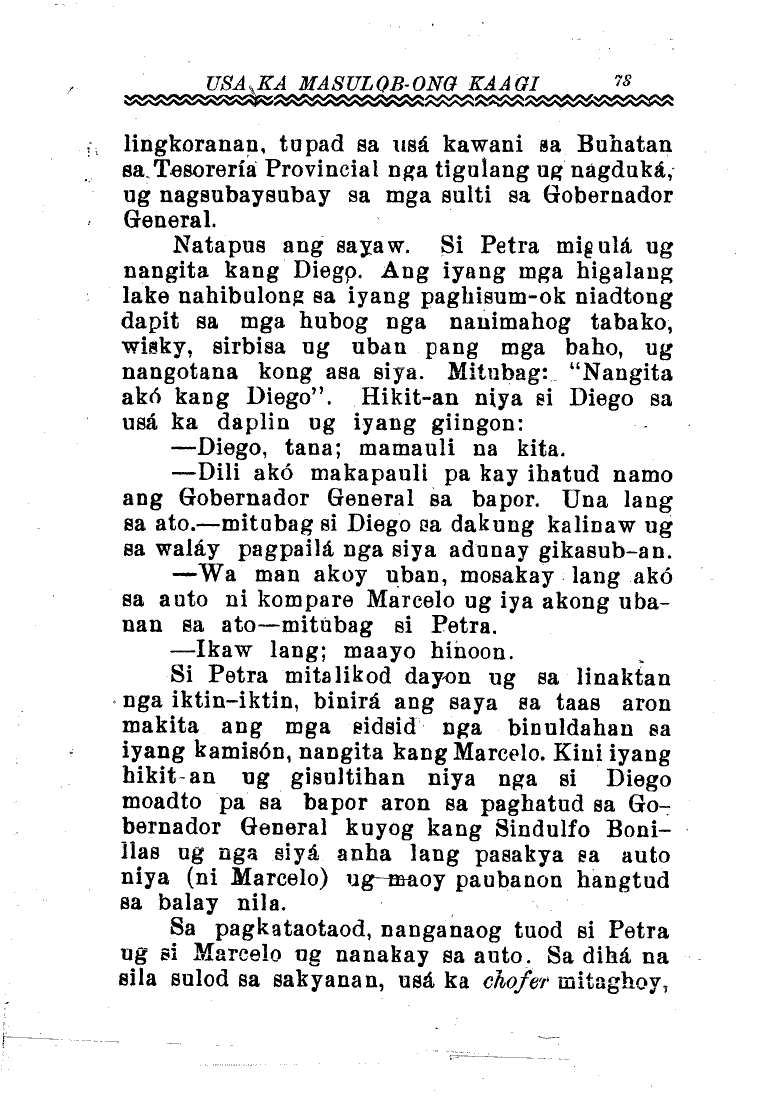 USA KA MASULOB-ONG KAAGI 78
lingkoranan, tupad sa usá kawani sa Buhatan
sa Tesorería Provincial nga tigulang ug nagduká,
ug nagsubaysubay sa mga sulti sa Gobernador
General.
Natapus ang sayaw. Si Petra migulá ug
nangita kang Diego. Ang iyang mga higalang
lake nahibulong sa iyang paghisum-ok niadtong
dapit sa mga hubog nga nanimahog tabako,
wisky, sirbisa ug uban pang mga baho, ug
nangotana kong asa siya. Mitubag: “Nangita
akó kang Diego”. Hikit-an niya si Diego sa
usá ka daplin ug iyang giingon:
—Diego, tana; mamauli na kita.
—Dili akó makapauli pa kay ihatud namo
ang Gobernador General sa bapor. Una lang
sa ato.—mitubag si Diego sa dakung kalinaw ug
sa waláy pagpailá nga siya adunay gikasub-an.
—Wa man akoy uban, mosakay lang akó
sa auto ni kompare Marcelo ug iya akong uba-
nan sa ato—mitubag si Petra.
—Ikaw lang; maayo hinoon.
Si Petra mitalikod dayon ug sa linaktan
nga iktin-iktin, binirá ang saya sa taas aron
makita ang mga sidsid nga binuldahan sa
iyang kamisón, nangita kang Marcelo. Kini iyang
hikit-an ug gisultihan niya nga si Diego
moadto pa sa bapor aron sa paghatud sa Go-
bernador General kuyog kang Sindulfo Boni-
llas ug nga siyá anha lang pasakya sa auto
niya (ni Marcelo) ug maoy paubanon hangtud
sa balay nila.
Sa pagkataotaod, nanganaog tuod si Petra
ug si Marcelo ug nanakay sa auto. Sa dihá na
sila sulod sa sakyanan, usá ka chofer mitaghoy,